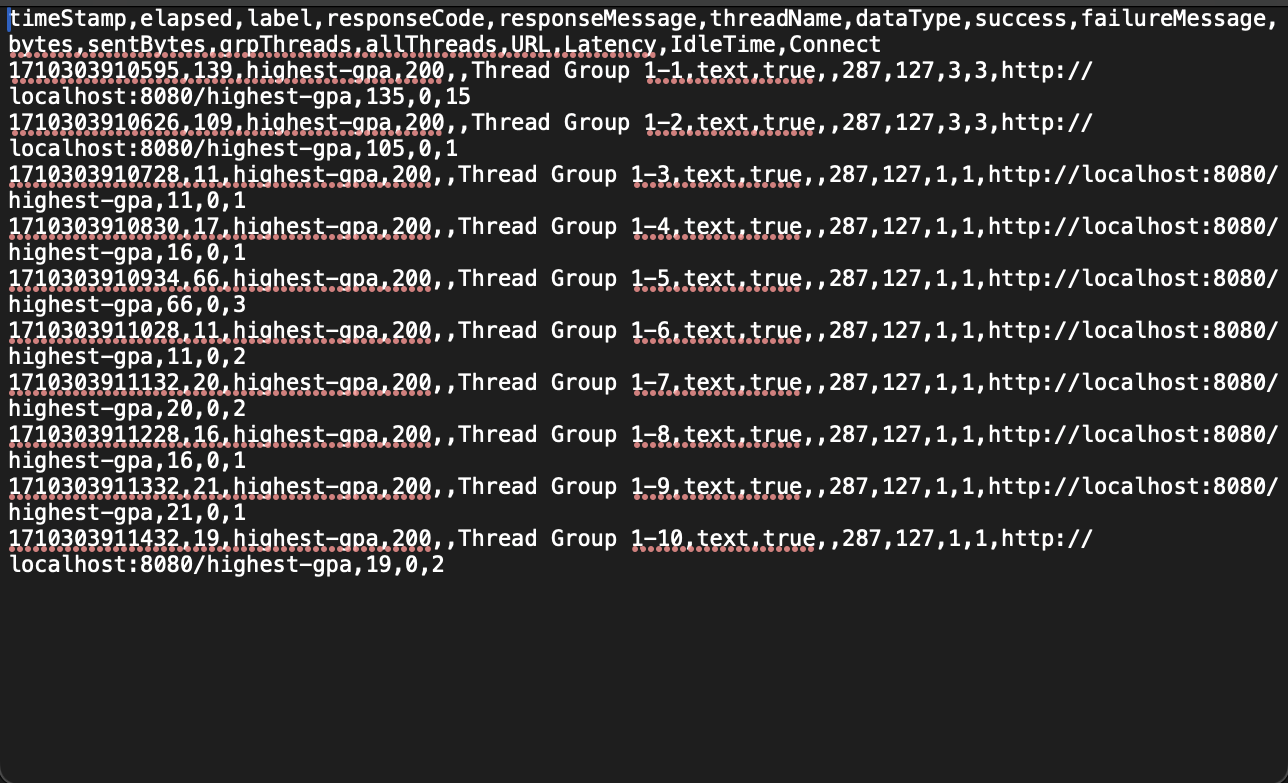 timeStamp,elapsed,label,responseCode,responseMessage,threadName,dataType,success,failureMessage,
bytes,sentBytes,grpThreads,allThreads,URL,Latency,IdleTime,Connect
1710303910595,139,highest-gpa,200,,Thread Group 1-1,text,true,,287,127,3,3,http://
localhost:8080/highest-gpa,135,0,15
1710303910626,109,highest-gpa,200,,Thread Group 1-2,text,true,,287,127,3,3,http://
localhost:8080/highest-gpa,105,0,1
1710303910728,11,highest-gpa,200,,Thread Group 1-3,text,true,,287,127,1,1,http://localhost:8080/
highest-gpa,11,0,1
1710303910830,17,highest-gpa,200,,Thread Group 1-4,text,true,,287,127,1,1,http://localhost:8080/
highest-gpa,16,0,1
1710303910934,66,highest-gpa,200,,Thread Group 1-5,text,true,,287,127,1,1,http://localhost:8080/
highest-gpa,66,0,3
1710303911028,11,highest-gpa,200,,Thread Group 1-6,text,true,,287,127,1,1,http://localhost:8080/
highest-gpa,11,0,2
1710303911132,20,highest-gpa,200,,Thread Group 1-7,text,true,,287,127,1,1,http://localhost:8080/
highest-gpa,20,0,2
1710303911228,16,highest-gpa,200,,Thread Group 1-8,text,true,,287,127,1,1,http://localhost:8080/
highest-gpa,16,0,1
1710303911332,21,highest-gpa,200,,Thread Group 1-9,text,true,,287,127,1,1,http://localhost:8080/
highest-gpa,21,0,1
1710303911432,19,highest-gpa,200,,Thread Group 1-10,text,true,,287,127,1,1,http://
localhost:8080/highest-gpa,19,0,2